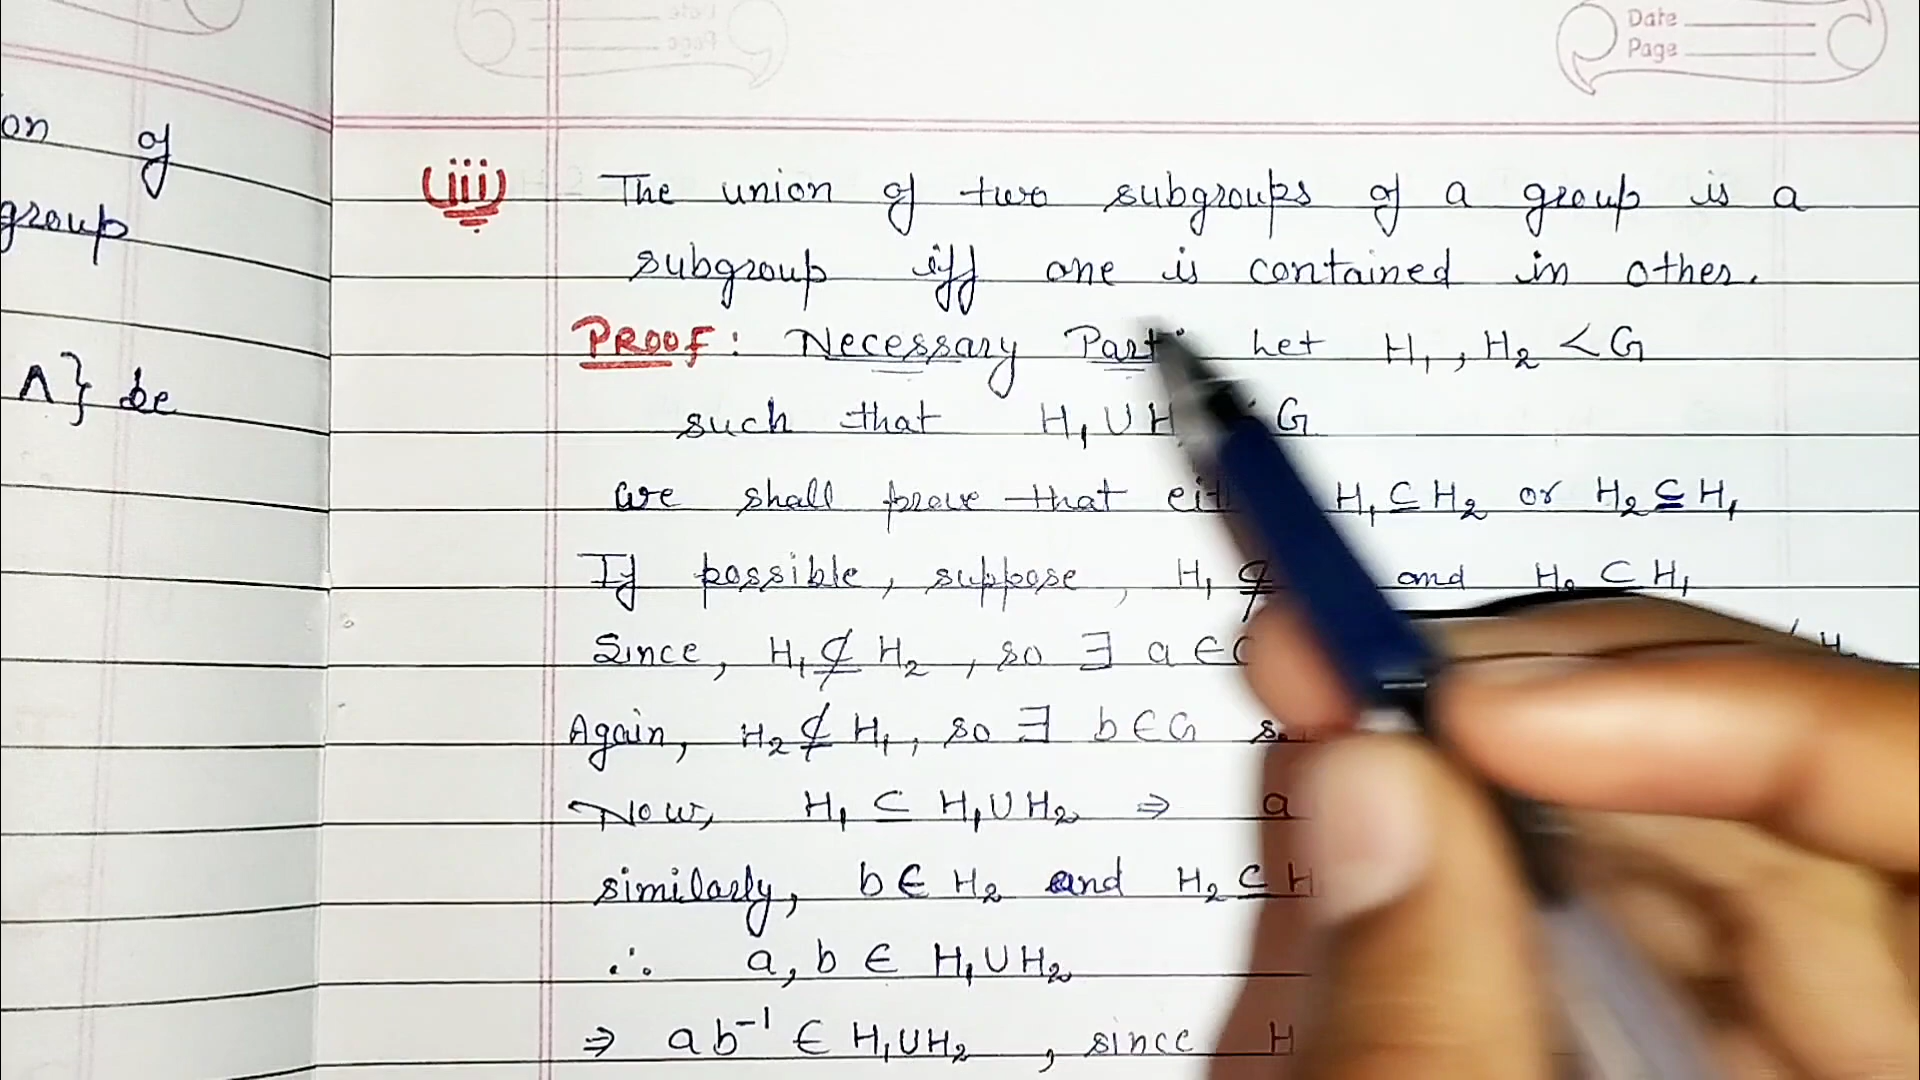 Date
Page
on of
group
Λ} be
(iii) The union of two subgroups of a group is a
subgroup iff one is contained in other.
PROOF: Necessary Part: Let H₁, H₂ < G
such that H₁∪H G
we shall prove that H₁⊆H₂ or H₂⊆H₁
If possible, suppose, H₁ ⊈ and H₂ ⊂ H₁
Since, H₁⊈H₂, so ∃ a ∈
Again, H₂⊈H₁, so ∃ b∈G
Now, H₁ ⊆ H₁∪H₂ ⇒ a
similarly, b∈H₂ and H₂⊆H
∴ a, b ∈ H₁∪H₂
⇒ ab⁻¹ ∈ H₁∪H₂, since H